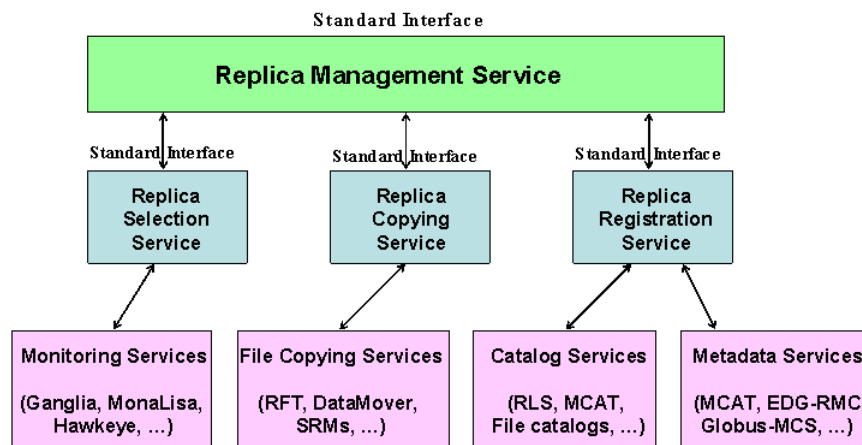 Standard Interface
Replica Management Service
Standard Interface
Standard Interface
Standard Interface
Replica
Selection
Service
Replica
Copying
Service
Replica
Registration
Service
Monitoring Services
(Ganglia, MonaLisa,
Hawkeye, ...)
File Copying Services
(RFT, DataMover,
SRMs, ...)
Catalog Services
(RLS, MCAT,
File catalogs, ...)
Metadata Services
(MCAT, EDG-RMC
Globus-MCS, ...)